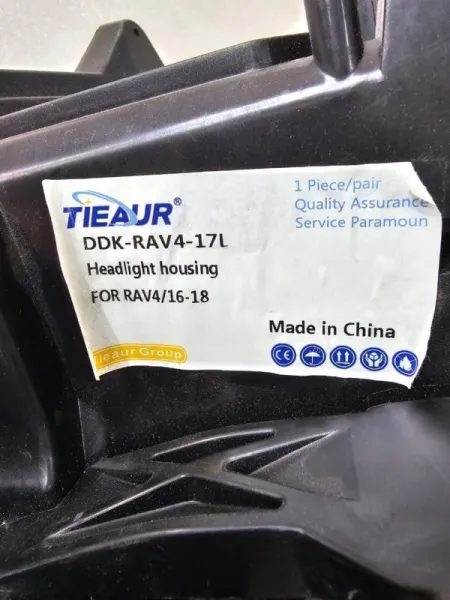 TIEAUR®
DDK-RAV4-17L
Headlight housing
FOR RAV4/16-18
1 Piece/pair
Quality Assurance
Service Paramoun
Made in China
Tieaur Group
CE